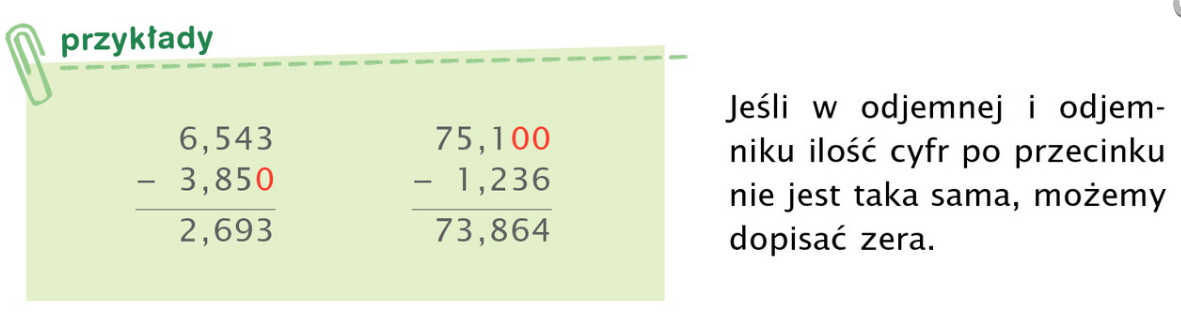 przykłady
6,543
– 3,850
2,693
75,100
– 1,236
73,864
Jeśli w odjemnej i odjem-
niku ilość cyfr po przecinku
nie jest taka sama, możemy
dopisać zera.